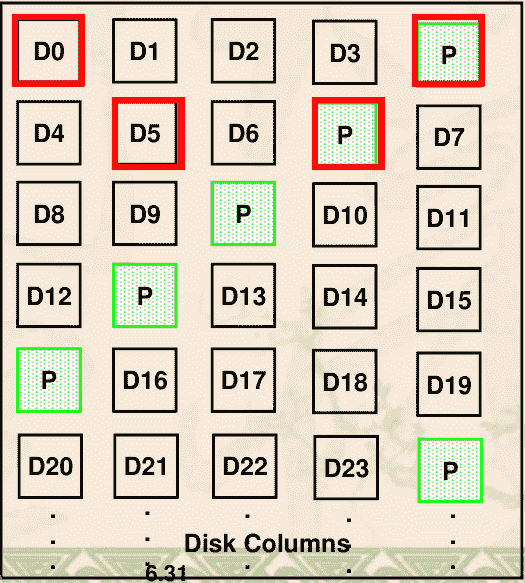 D0 D1 D2 D3 P
D4 D5 D6 P D7
D8 D9 P D10 D11
D12 P D13 D14 D15
P D16 D17 D18 D19
D20 D21 D22 D23 P
. . . . .
. . Disk Columns . .
. . . . .
6.31